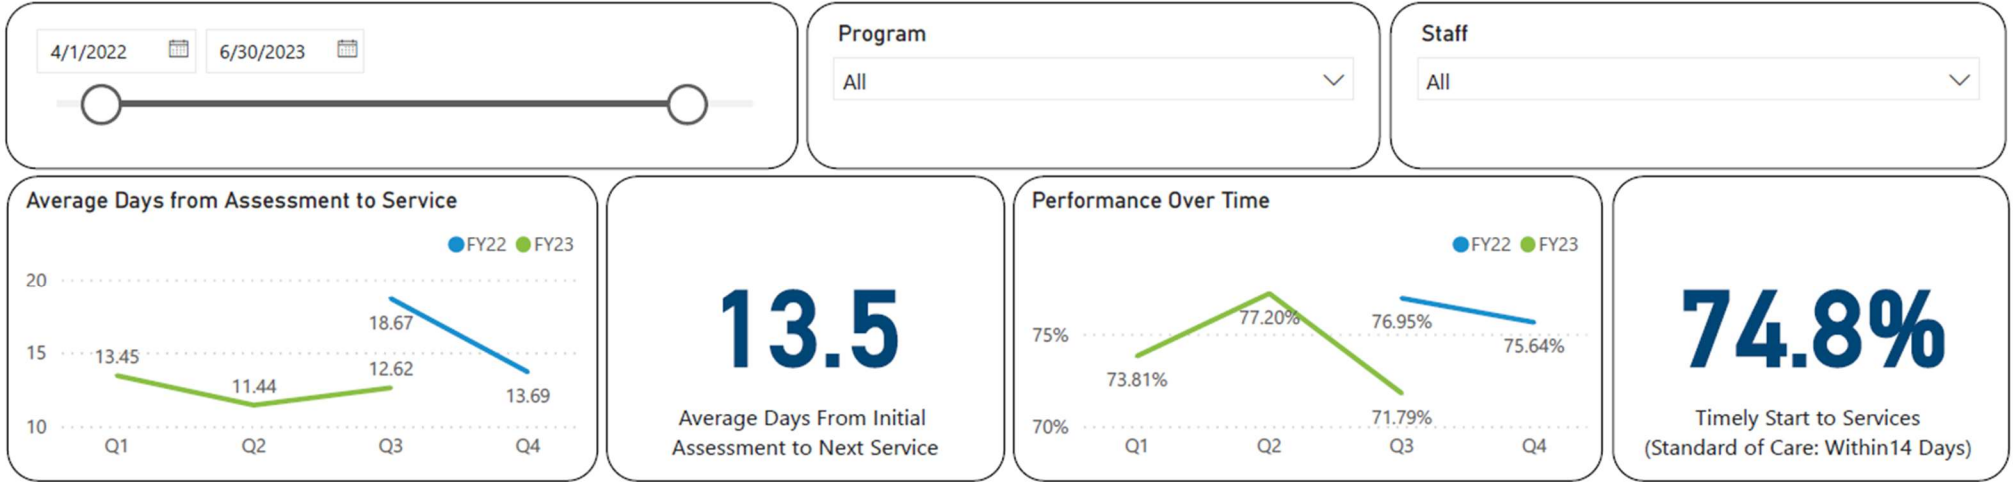 4/1/2022
6/30/2023
Program
All
Staff
All
Average Days from Assessment to Service
FY22 FY23
20
15
10
18.67
13.45
12.62
11.44
13.69
Q1 Q2 Q3 Q4
13.5
Average Days From Initial
Assessment to Next Service
Performance Over Time
FY22 FY23
75%
70%
77.20%
76.95%
75.64%
73.81%
71.79%
Q1 Q2 Q3 Q4
74.8%
Timely Start to Services
(Standard of Care: Within14 Days)